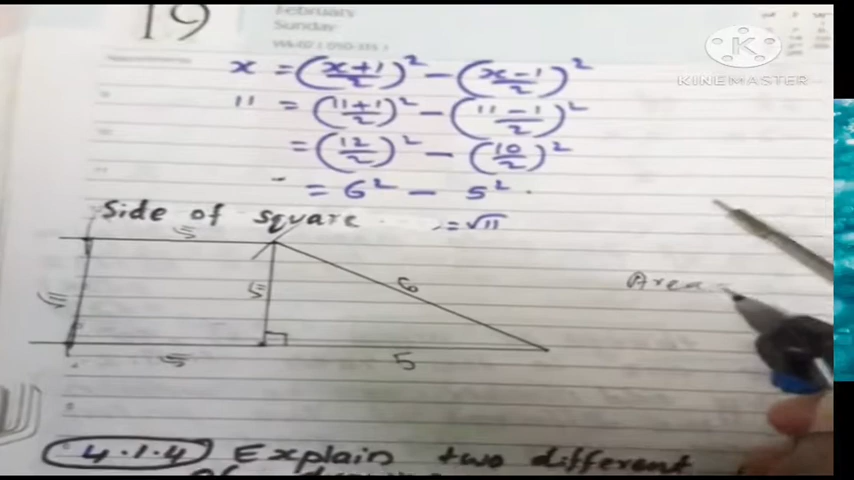 19
February
Sunday
KINEMASTER
x = (x+1/2)² - (x-1/2)²
11 = (11+1/2)² - (11-1/2)²
= (12/2)² - (10/2)²
= 6² - 5²
Side of square = √11
√11
6
√11
√11
Area
√11
5
4.1.4 Explain two different